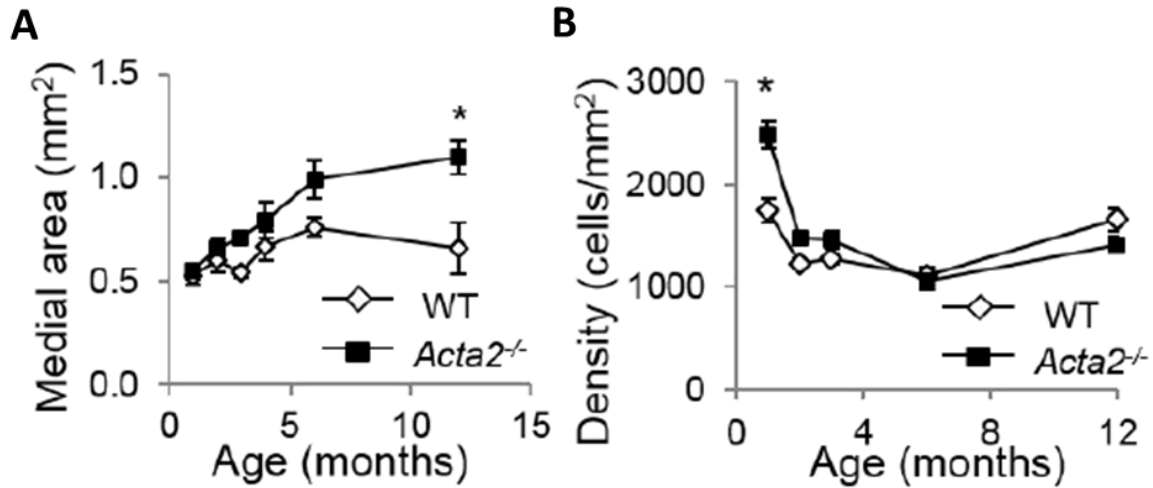 A
Medial area (mm²)
1.5
1.0
0.5
0.0
*
WT
Acta2-/-
0 5 10 15
Age (months)
B
Density (cells/mm²)
3000
2000
1000
0
*
WT
Acta2-/-
0 4 8 12
Age (months)